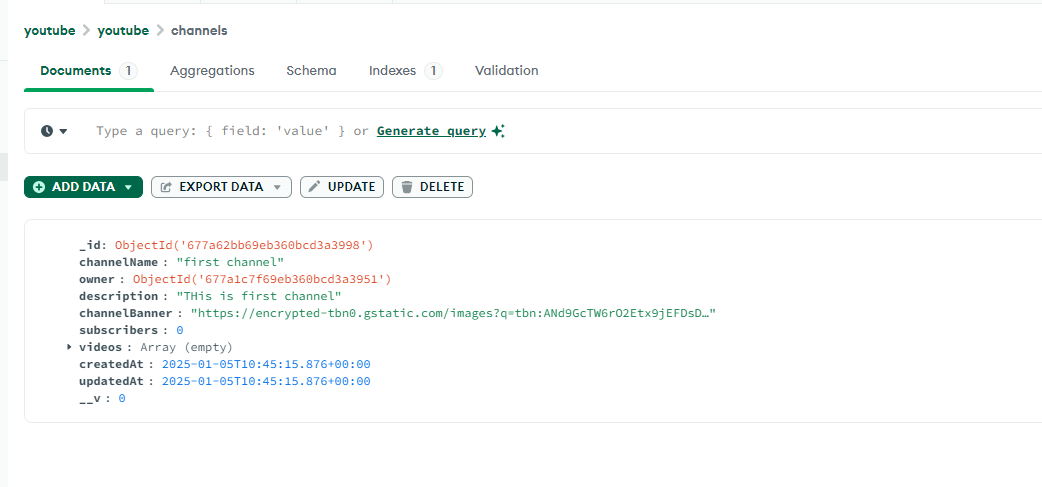 youtube > youtube > channels
Documents 1 Aggregations Schema Indexes 1 Validation
Type a query: { field: 'value' } or Generate query
ADD DATA EXPORT DATA UPDATE DELETE
_id: ObjectId('677a62bb69eb360bcd3a3998')
channelName : "first channel"
owner : ObjectId('677a1c7f69eb360bcd3a3951')
description : "THis is first channel"
channelBanner : "https://encrypted-tbn0.gstatic.com/images?q=tbn:ANd9GcTW6rO2Etx9jEFDsD…"
subscribers : 0
videos : Array (empty)
createdAt : 2025-01-05T10:45:15.876+00:00
updatedAt : 2025-01-05T10:45:15.876+00:00
__v : 0